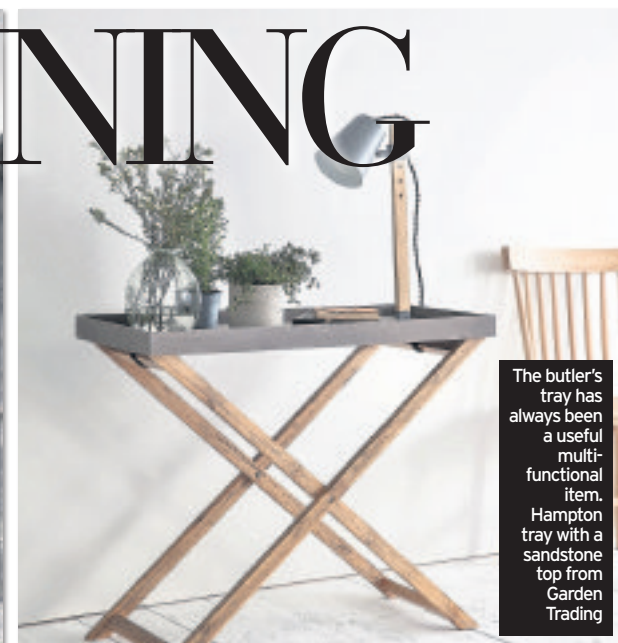 NING
The butler's
tray has
always been
a useful
multi-
functional
item.
Hampton
tray with a
sandstone
top from
Garden
Trading